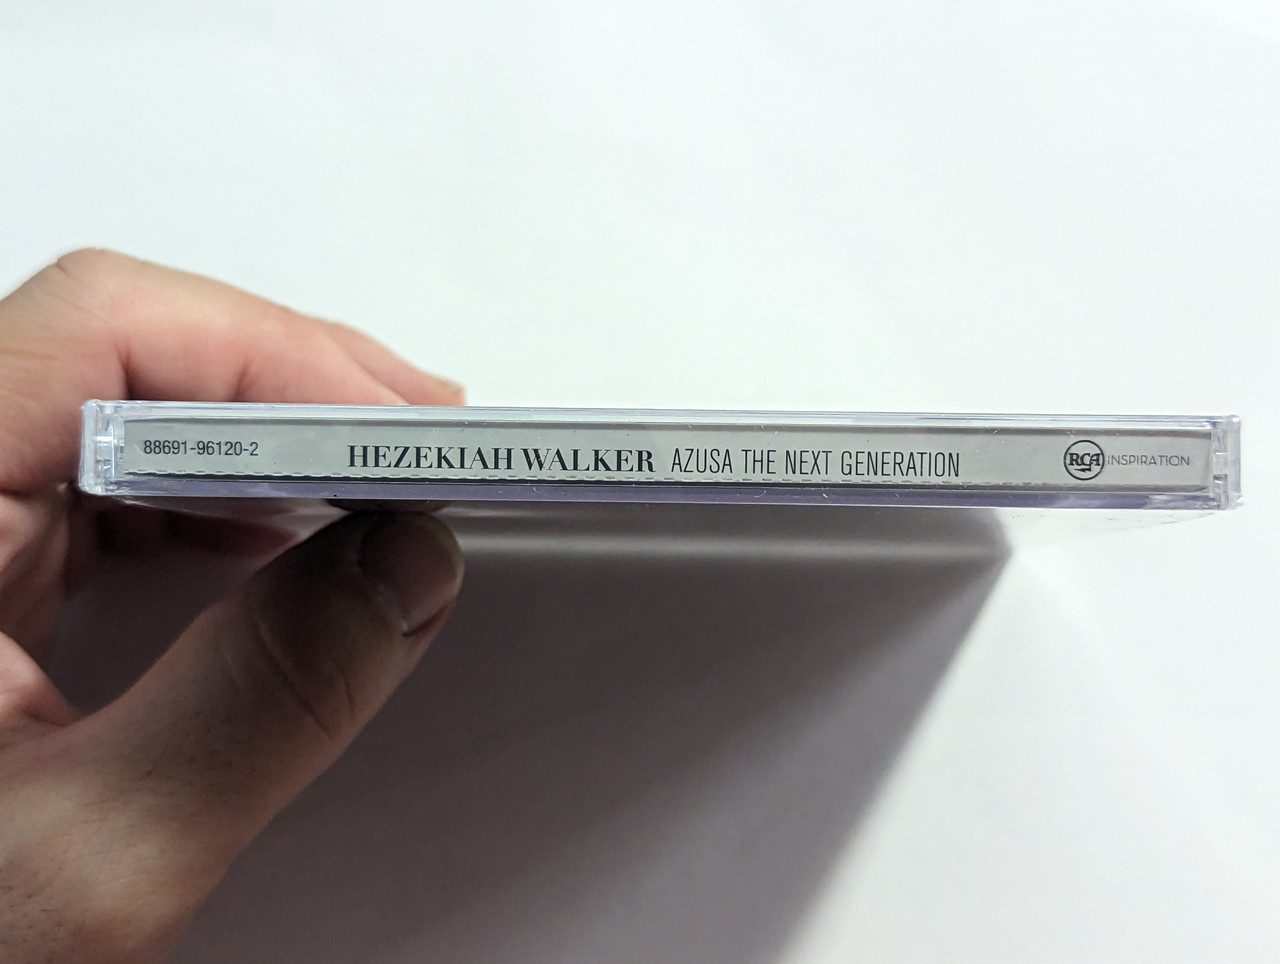 88691-96120-2 HEZEKIAH WALKER AZUSA THE NEXT GENERATION RCA INSPIRATION